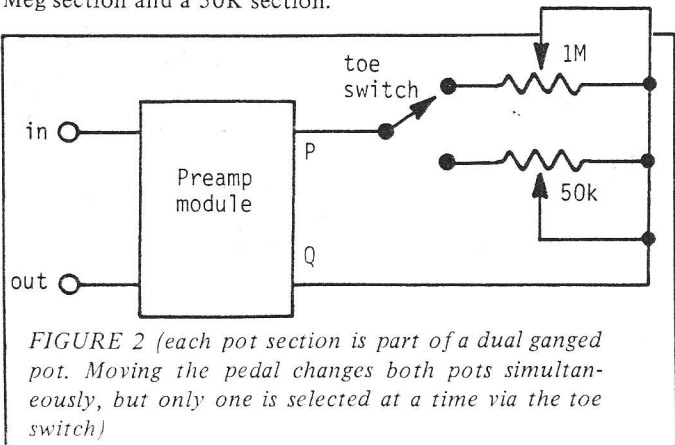 Meg section and a 50K section.
toe
switch
1M
in
P
Preamp
module
50k
Q
out
FIGURE 2 (each pot section is part of a dual ganged
pot. Moving the pedal changes both pots simultan-
eously, but only one is selected at a time via the toe
switch)